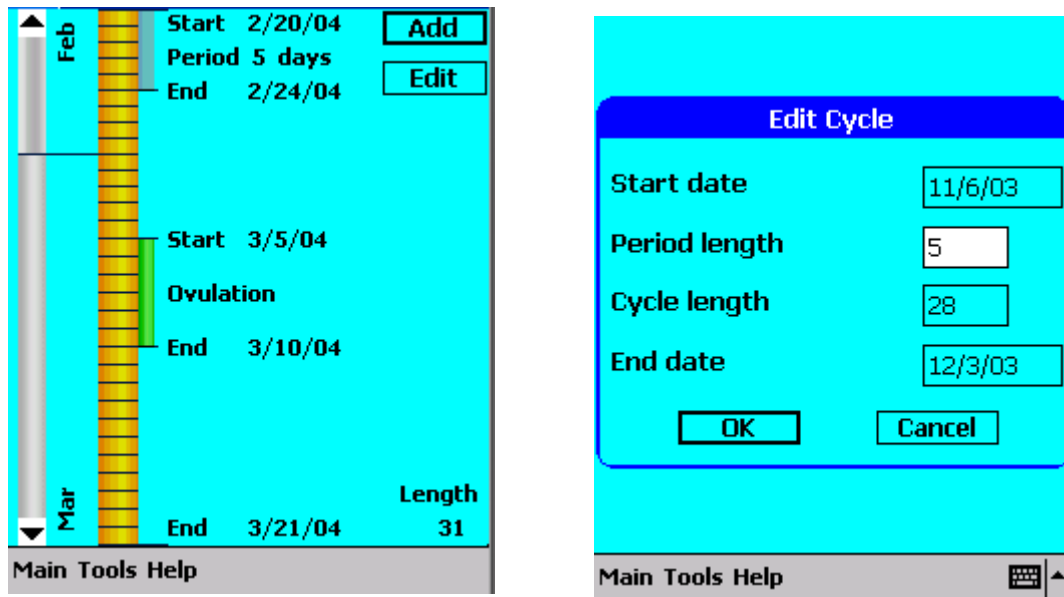 Feb
Start 2/20/04
Add
Period 5 days
Edit
End 2/24/04
Start 3/5/04
Ovulation
End 3/10/04
Mar
Length
End 3/21/04
31
Main Tools Help
Edit Cycle
Start date 11/6/03
Period length 5
Cycle length 28
End date 12/3/03
OK Cancel
Main Tools Help